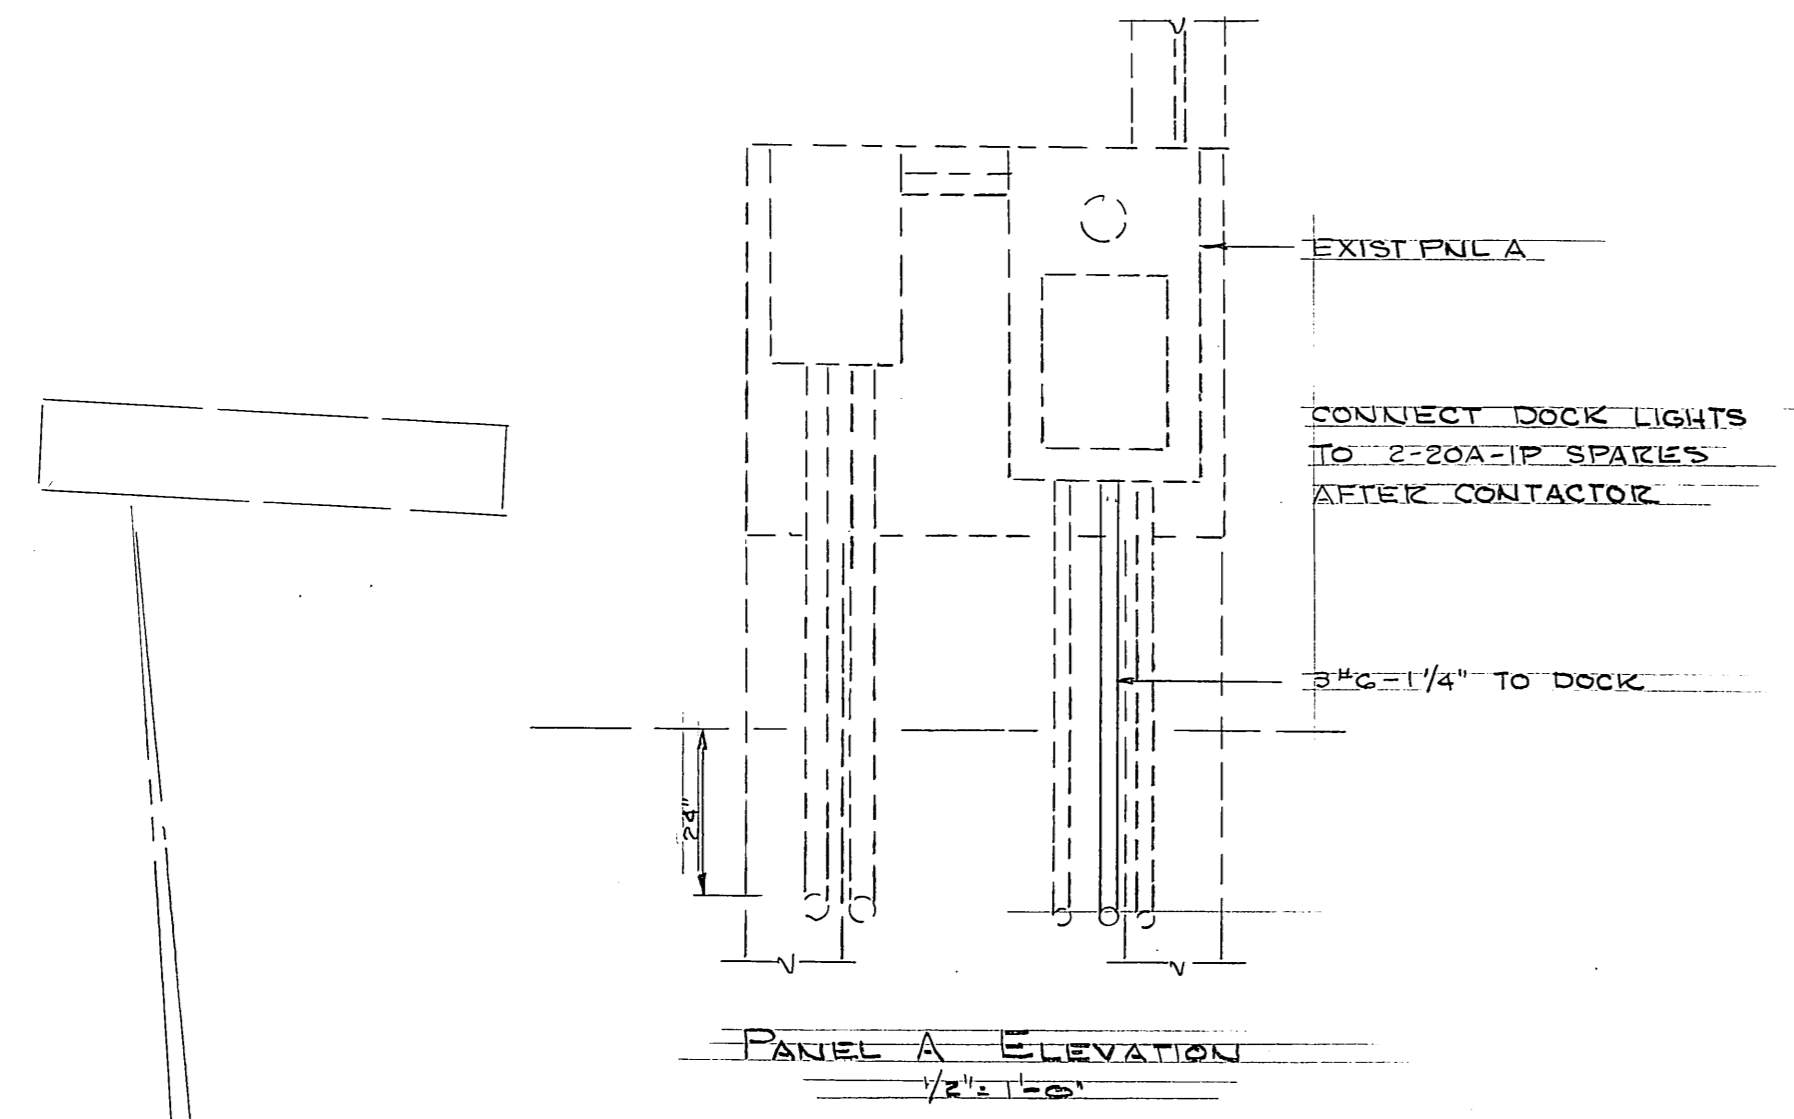 EXIST PNL A
CONNECT DOCK LIGHTS
TO 2-20A-1P SPARES
AFTER CONTACTOR
3#6-1 1/4" TO DOCK
24"
PANEL A ELEVATION
1/2"= 1'-0"